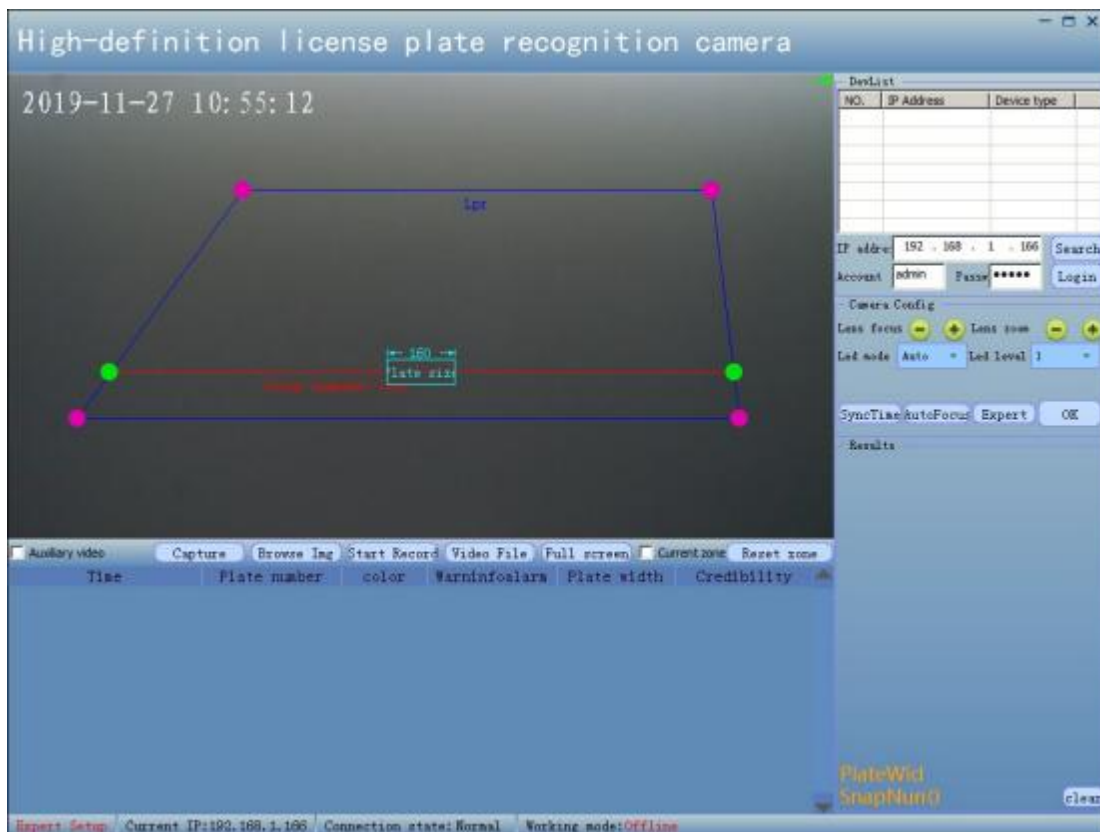 High-definition license plate recognition camera
2019-11-27 10:55:12
Lpr
160
DevList
NO. IP Address Device type
IP addre 192 . 168 . 1 . 166 Search
Account admin Passw ••••• Login
Camera Config
Lens focus - + Lens zoom - +
Led mode Auto Led level 1
SyncTime AutoFocus Expert OK
Results
Auxiliary video Capture Browse Img Start Record Video File Full screen Current zone Reset zone
Time Plate number color Warninfoalarm Plate width Credibility
PlateWid
SnapNum0 clear
Expert Setup Current IP:192.168.1.166 Connection state:Normal Working mode:Offline